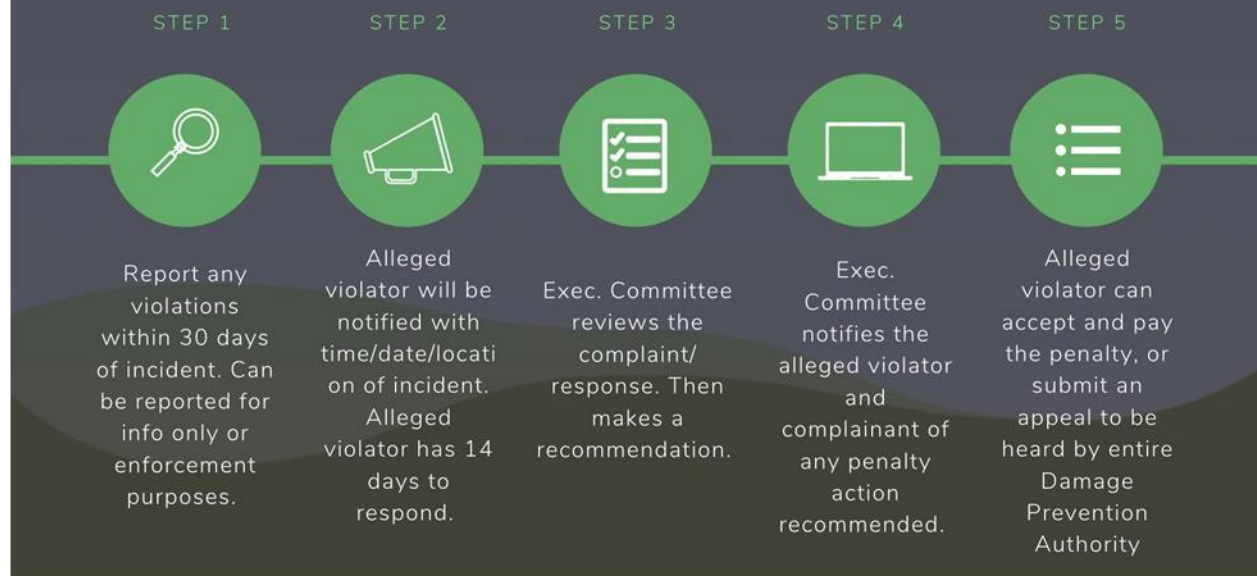 STEP 1
Report any
violations
within 30 days
of incident. Can
be reported for
info only or
enforcement
purposes.
STEP 2
Alleged
violator will be
notified with
time/date/locati
on of incident.
Alleged
violator has 14
days to
respond.
STEP 3
Exec. Committee
reviews the
complaint/
response. Then
makes a
recommendation.
STEP 4
Exec.
Committee
notifies the
alleged violator
and
complainant of
any penalty
action
recommended.
STEP 5
Alleged
violator can
accept and pay
the penalty, or
submit an
appeal to be
heard by entire
Damage
Prevention
Authority